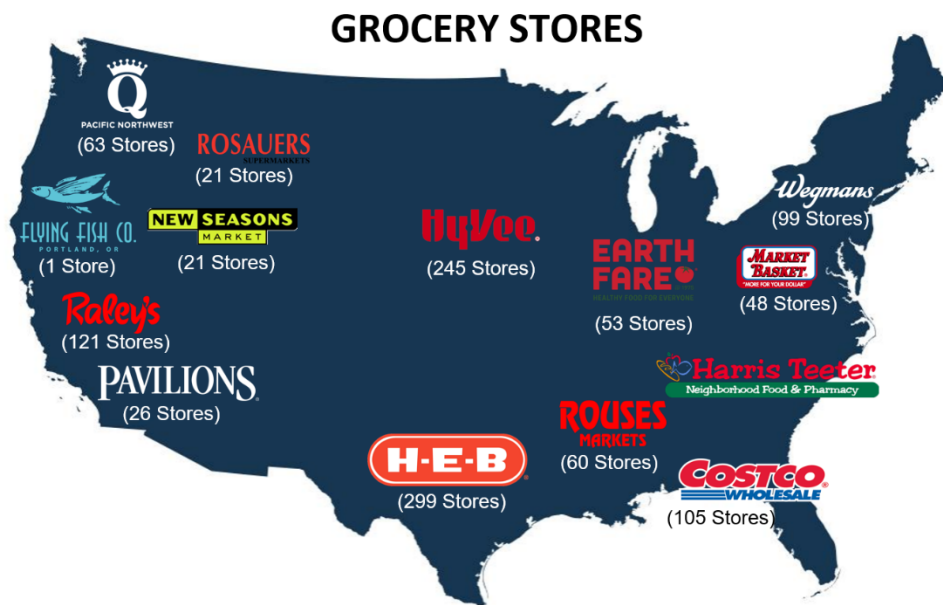 GROCERY STORES
Q
PACIFIC NORTHWEST
(63 Stores)
ROSAUERS
SUPERMARKETS
(21 Stores)
FLYING FISH CO.
PORTLAND, OR
(1 Store)
NEW SEASONS
MARKET
(21 Stores)
Raley's
(121 Stores)
PAVILIONS
(26 Stores)
HyVee
(245 Stores)
H-E-B
(299 Stores)
EARTH
FARE
HEALTHY FOOD FOR EVERYONE
(53 Stores)
Wegmans
(99 Stores)
MARKET
BASKET
"MORE FOR YOUR DOLLAR"
(48 Stores)
Harris Teeter
Neighborhood Food & Pharmacy
ROUSES
MARKETS
(60 Stores)
COSTCO
WHOLESALE
(105 Stores)